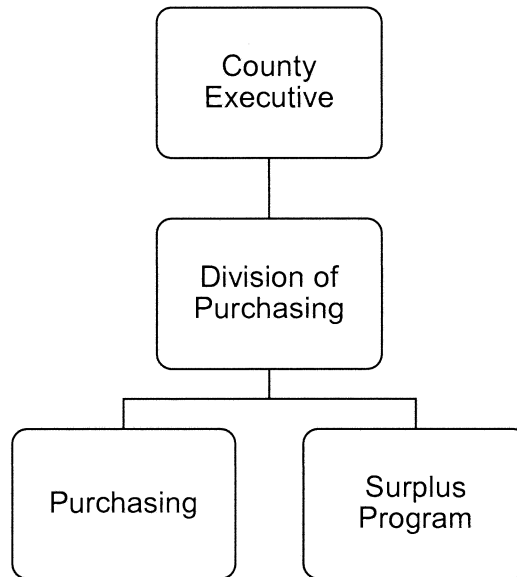 County
Executive
Division of
Purchasing
Purchasing
Surplus
Program